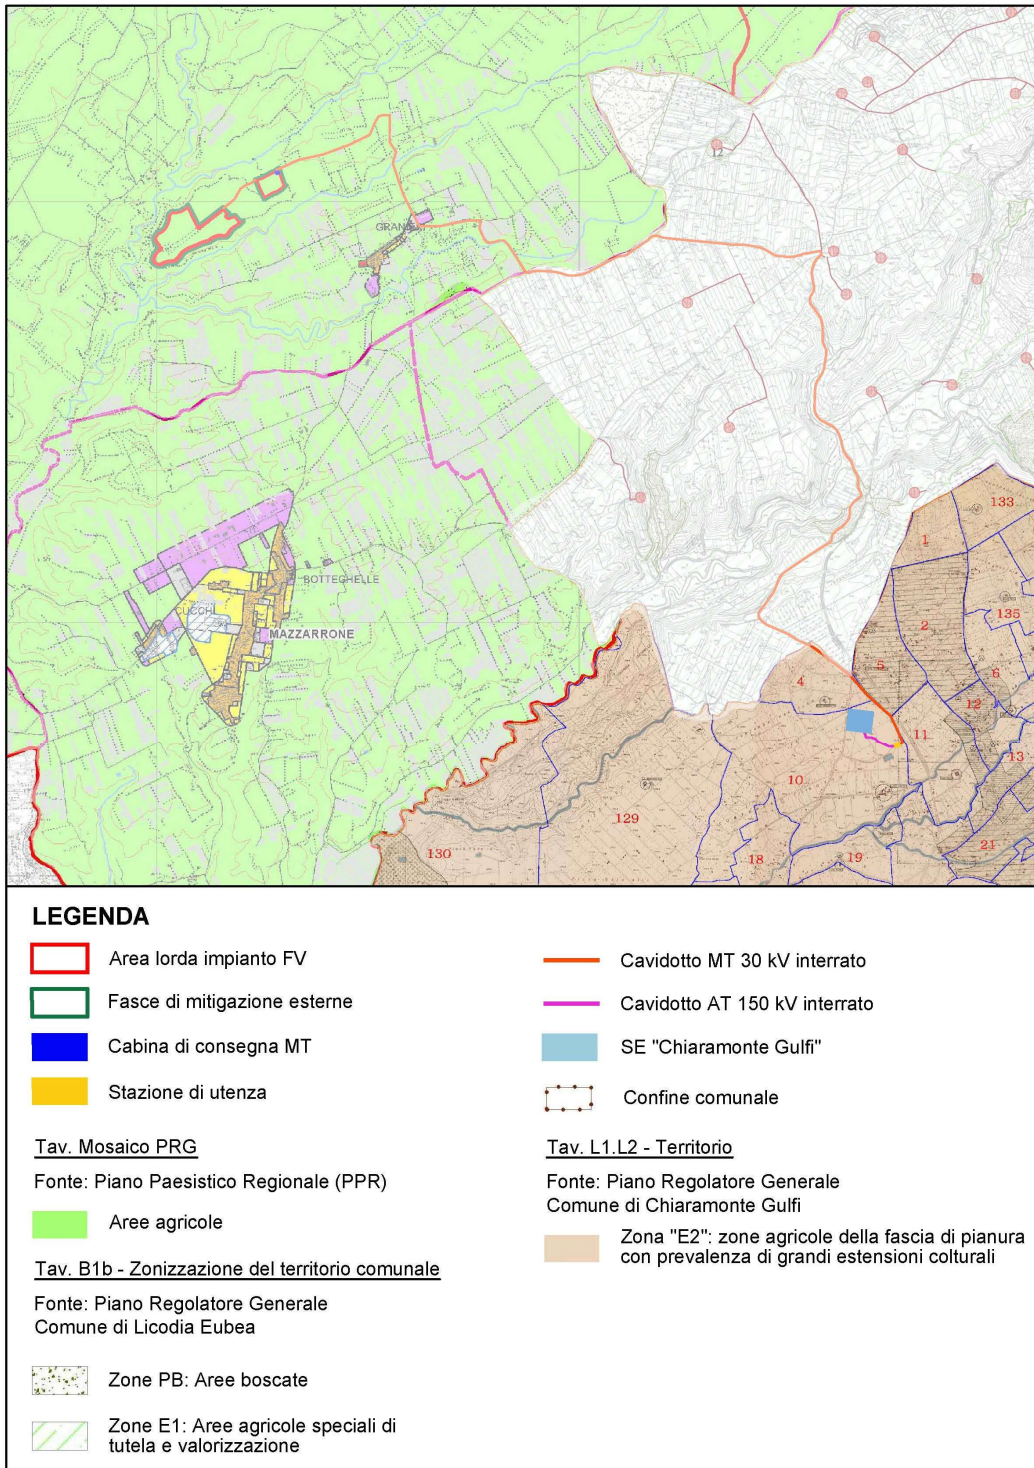 12
GRANIE
133
1
135
2
BOTTEGHELLE
CUCCHI
MAZZARRONE
5
6
4
12
11
13
10
129
21
130
18
19
LEGENDA
Area lorda impianto FV
Fasce di mitigazione esterne
Cabina di consegna MT
Stazione di utenza
Tav. Mosaico PRG
Fonte: Piano Paesistico Regionale (PPR)
Aree agricole
Tav. B1b - Zonizzazione del territorio comunale
Fonte: Piano Regolatore Generale
Comune di Licodia Eubea
Zone PB: Aree boscate
Zone E1: Aree agricole speciali di
tutela e valorizzazione
Cavidotto MT 30 kV interrato
Cavidotto AT 150 kV interrato
SE "Chiaramonte Gulfi"
Confine comunale
Tav. L1.L2 - Territorio
Fonte: Piano Regolatore Generale
Comune di Chiaramonte Gulfi
Zona "E2": zone agricole della fascia di pianura
con prevalenza di grandi estensioni colturali